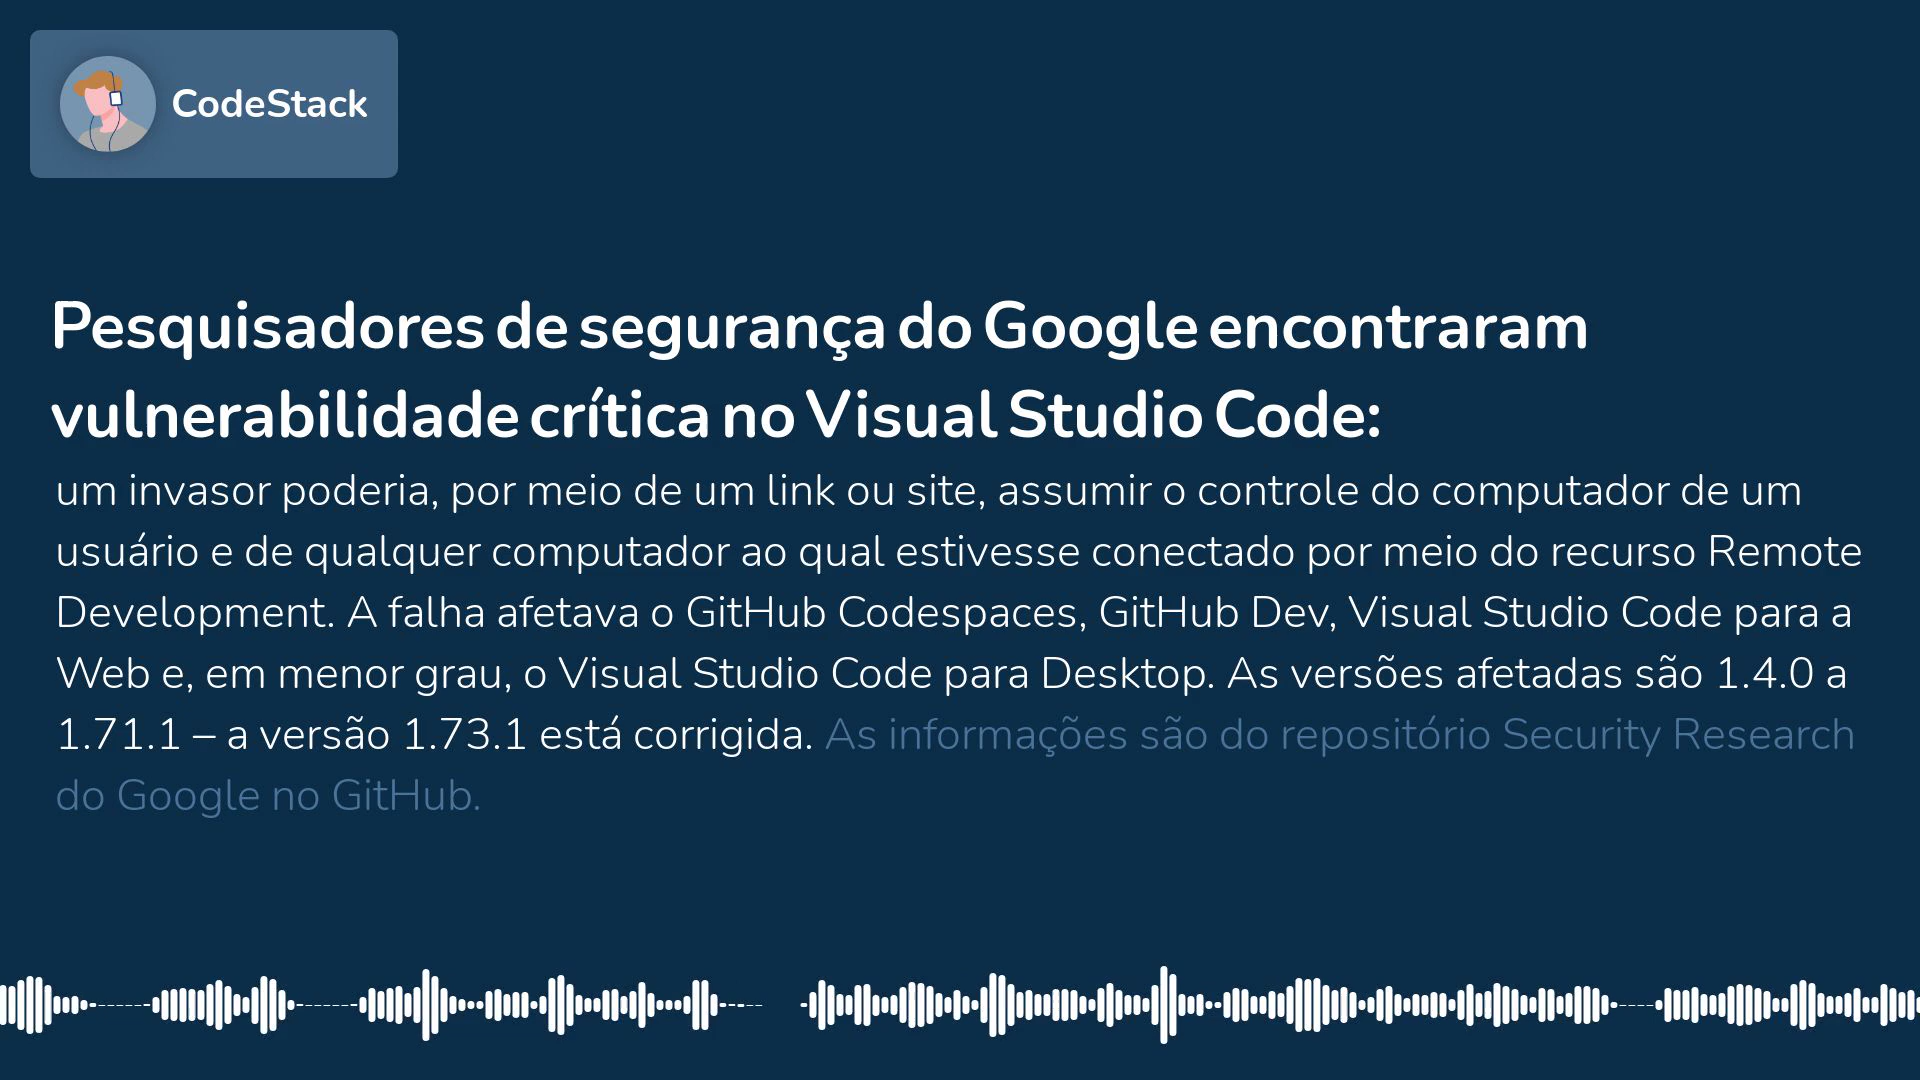 CodeStack
Pesquisadores de segurança do Google encontraram
vulnerabilidade crítica no Visual Studio Code:
um invasor poderia, por meio de um link ou site, assumir o controle do computador de um
usuário e de qualquer computador ao qual estivesse conectado por meio do recurso Remote
Development. A falha afetava o GitHub Codespaces, GitHub Dev, Visual Studio Code para a
Web e, em menor grau, o Visual Studio Code para Desktop. As versões afetadas são 1.4.0 a
1.71.1 – a versão 1.73.1 está corrigida. As informações são do repositório Security Research
do Google no GitHub.